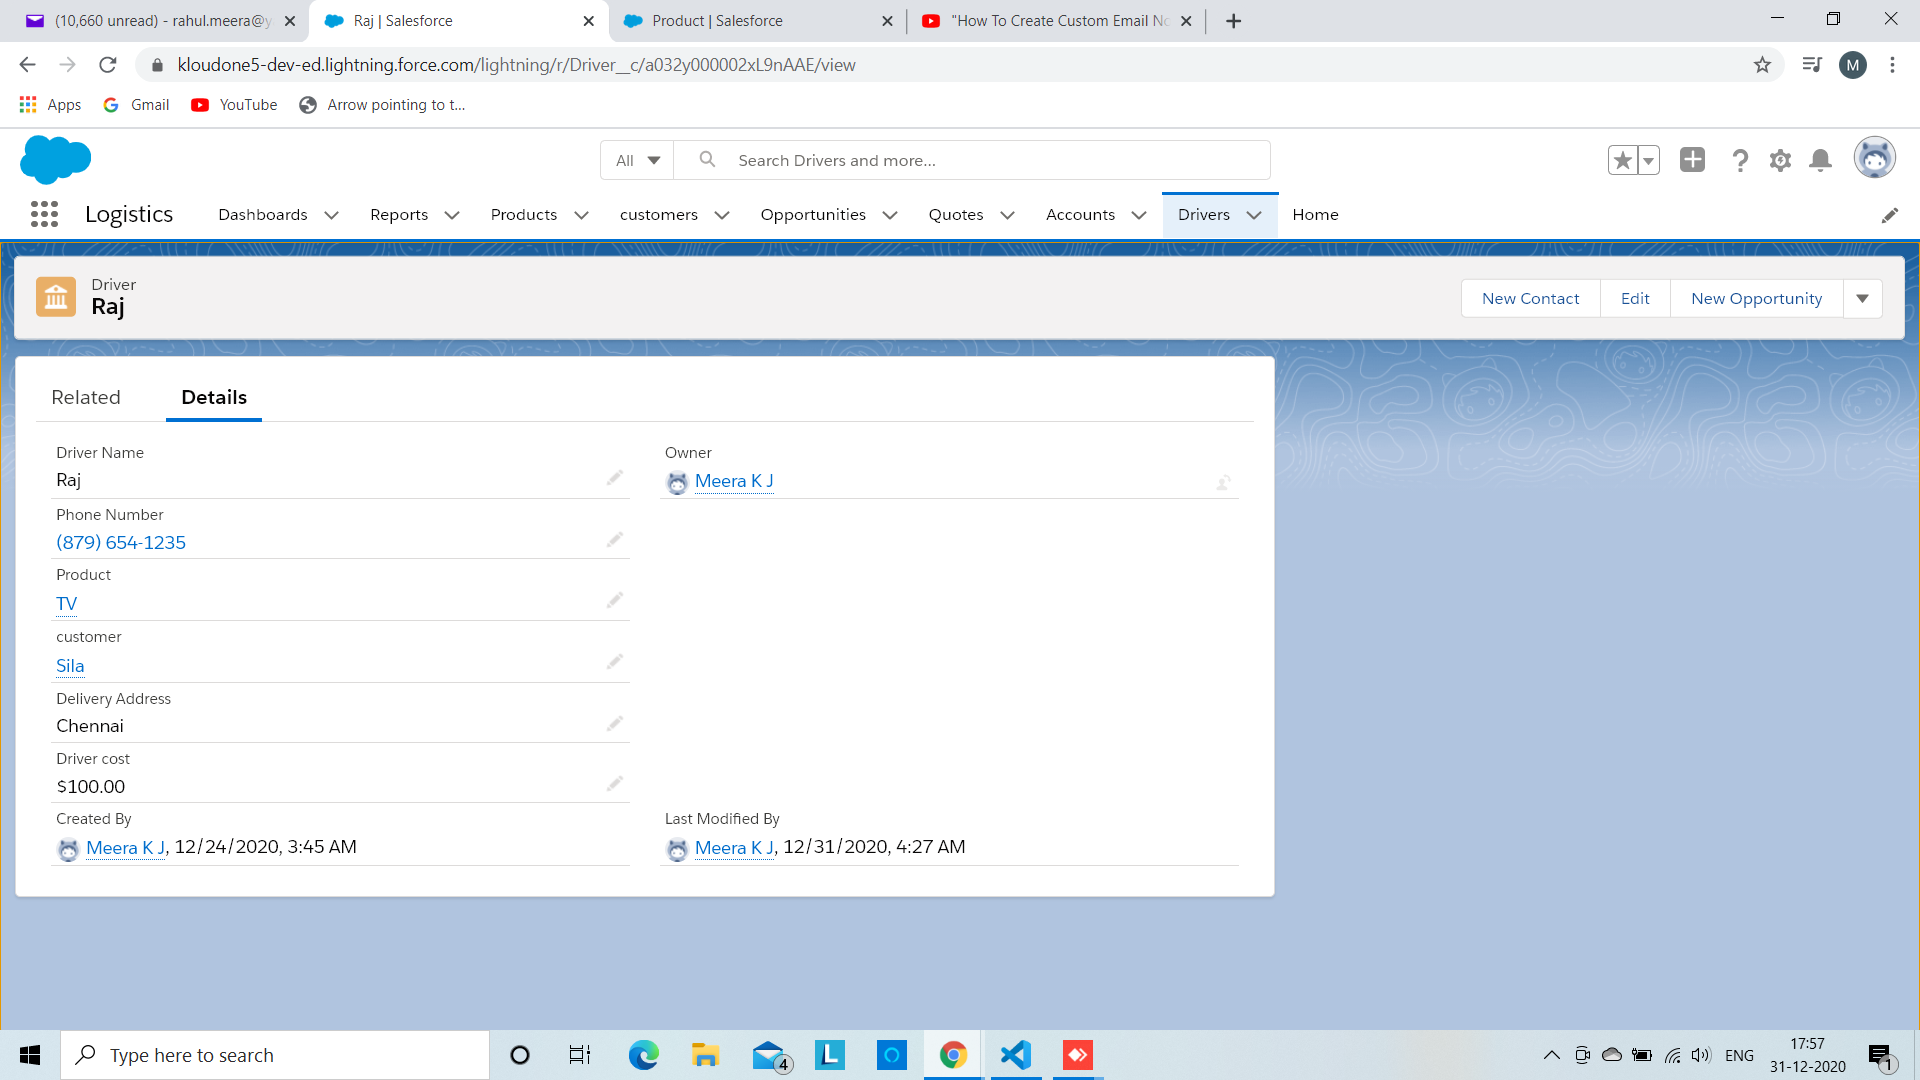 (10,660 unread) - rahul.meera@y
Raj | Salesforce
Product | Salesforce
"How To Create Custom Email No
kloudone5-dev-ed.lightning.force.com/lightning/r/Driver__c/a032y000002xL9nAAE/view
M
Apps
Gmail
YouTube
Arrow pointing to t...
All
Search Drivers and more...
Logistics
Dashboards
Reports
Products
customers
Opportunities
Quotes
Accounts
Drivers
Home
Driver
Raj
New Contact
Edit
New Opportunity
Related
Details
Driver Name
Raj
Owner
Meera K J
Phone Number
(879) 654-1235
Product
TV
customer
Sila
Delivery Address
Chennai
Driver cost
$100.00
Created By
Meera K J, 12/24/2020, 3:45 AM
Last Modified By
Meera K J, 12/31/2020, 4:27 AM
Type here to search
4
L
ENG
17:57
31-12-2020
1